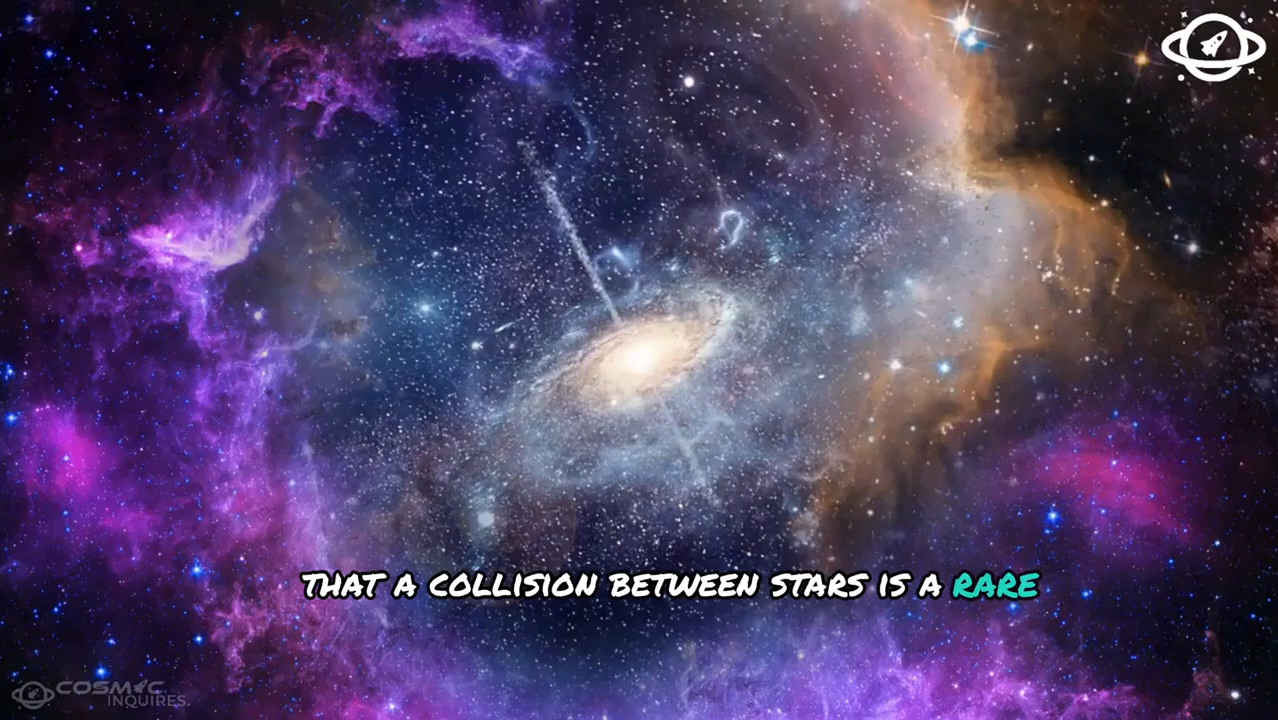 THAT A COLLISION BETWEEN STARS IS A RARE
COSMIC
INQUIRES.